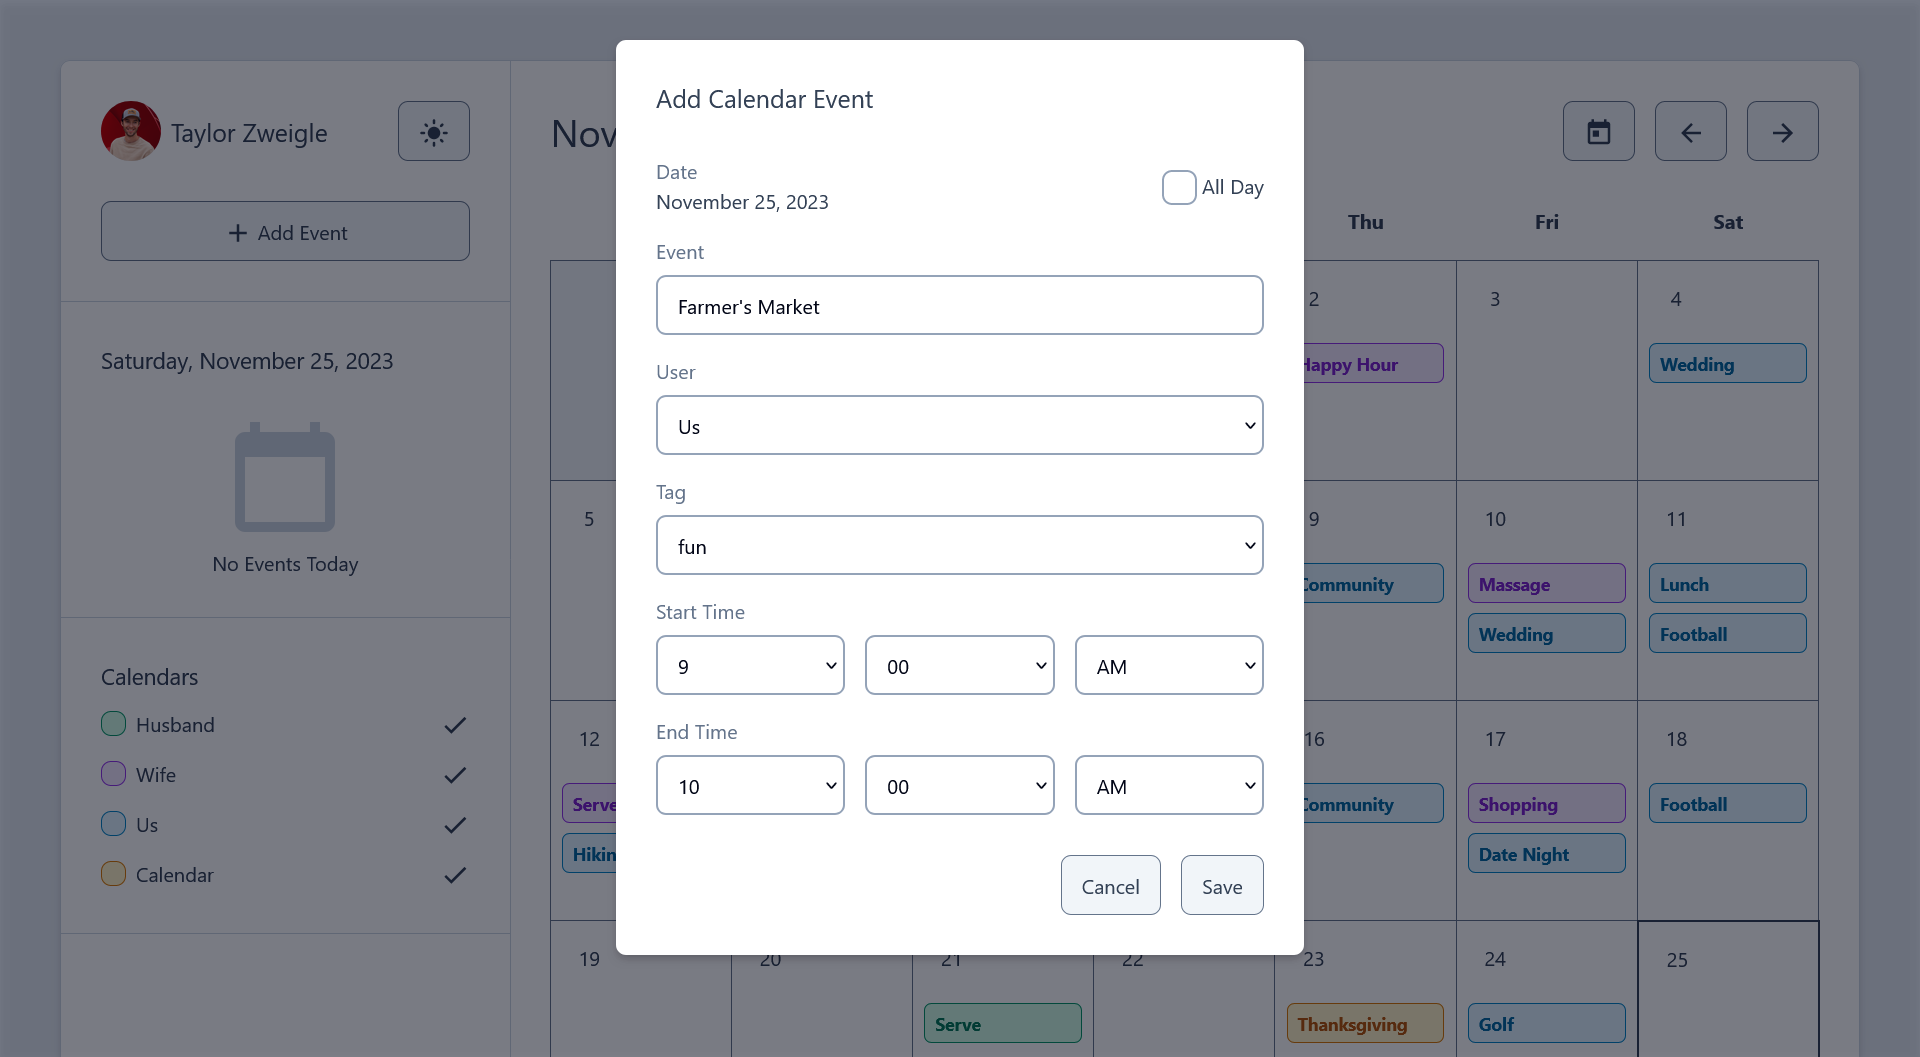 Taylor Zweigle
Add Event
Saturday, November 25, 2023
No Events Today
Calendars
Husband
Wife
Us
Calendar
Add Calendar Event
Date
November 25, 2023
All Day
Event
Farmer's Market
User
Us
Tag
fun
Start Time
9 00 AM
End Time
10 00 AM
Cancel Save
Nov
Thu Fri Sat
2 3 4
Happy Hour Wedding
5 9 10 11
Community Massage Lunch
Wedding Football
12 16 17 18
Serve Community Shopping Football
Hikin Date Night
19 20 21 22 23 24 25
Serve Thanksgiving Golf